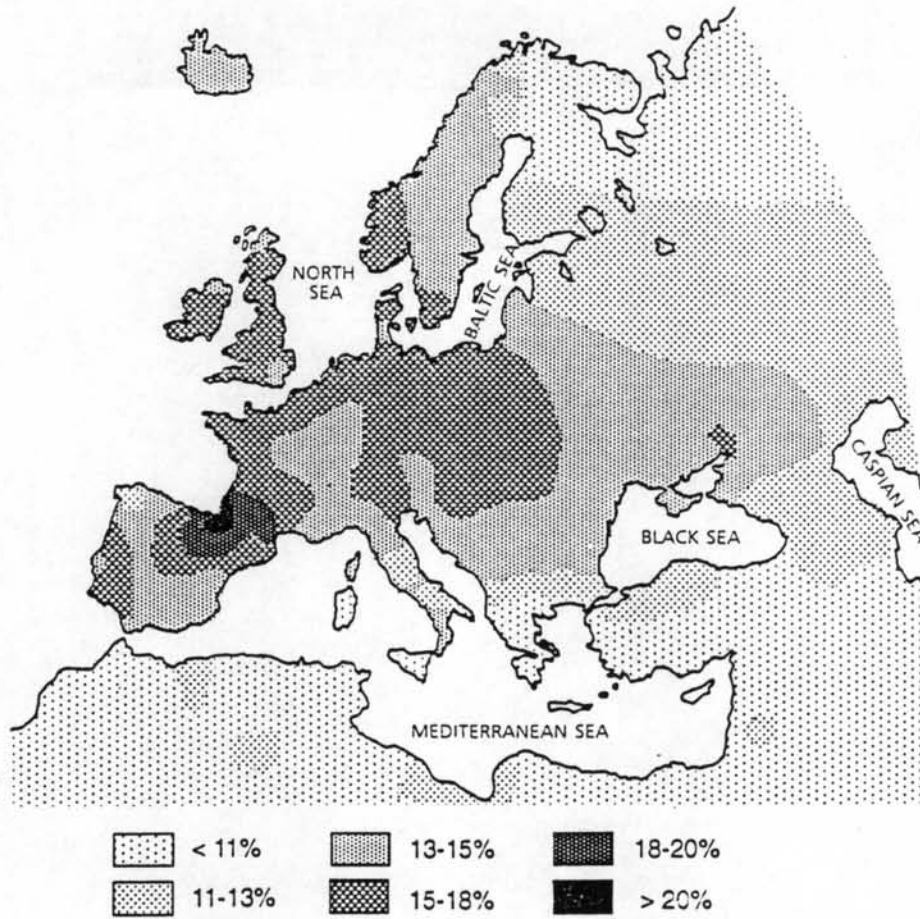 NORTH
SEA
BALTIC SEA
CASPIAN SEA
BLACK SEA
MEDITERRANEAN SEA
< 11%
13-15%
18-20%
11-13%
15-18%
> 20%